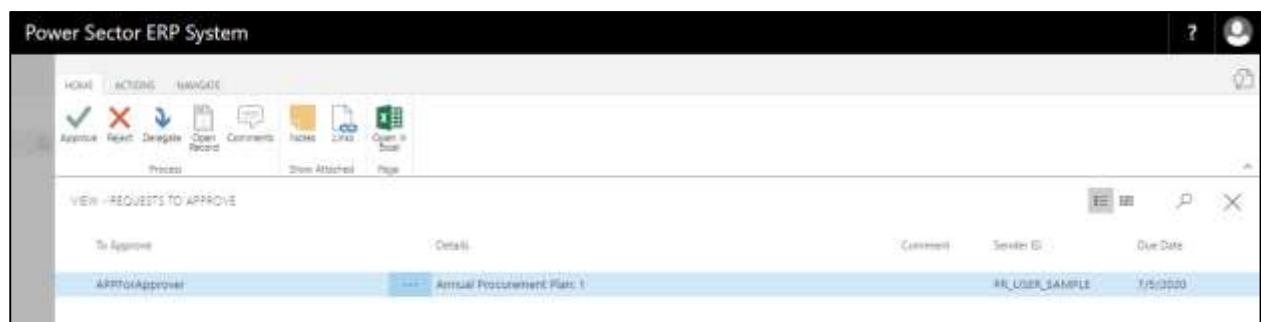 Power Sector ERP System ?
HOME ACTIONS NAVIGATE
Approve Reject Delegate Open Record Comments Notes Links Open in Excel
Process Show Attached Page
VIEW - REQUESTS TO APPROVE
To Approve Details Comment Sender ID Due Date
APPforApprover ... Annual Procurement Plan: 1 PR_USER_SAMPLE 7/5/2020